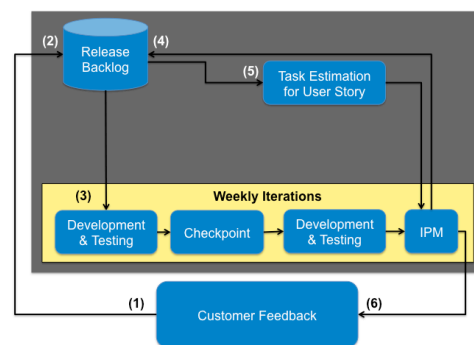 (2)
Release
Backlog
(4)
(5)
Task Estimation
for User Story
(3)
Weekly Iterations
Development
& Testing
Checkpoint
Development
& Testing
IPM
(1)
Customer Feedback
(6)